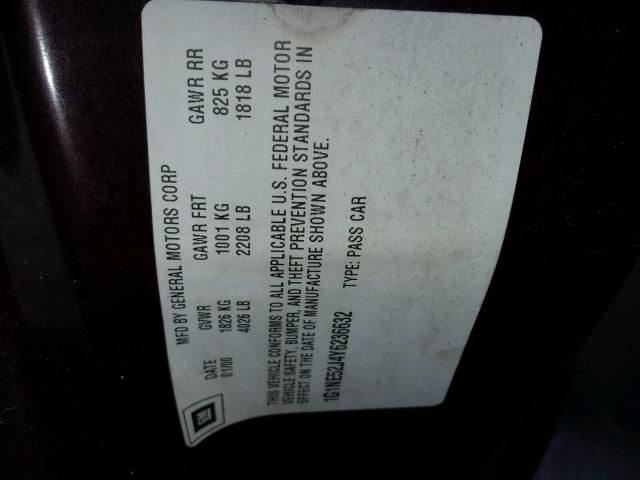 MFD BY GENERAL MOTORS CORP
DATE GVWR GAWR FRT GAWR RR
01/00 1826 KG 1001 KG 825 KG
4026 LB 2208 LB 1818 LB
THIS VEHICLE CONFORMS TO ALL APPLICABLE U.S. FEDERAL MOTOR
VEHICLE SAFETY, BUMPER, AND THEFT PREVENTION STANDARDS IN
EFFECT ON THE DATE OF MANUFACTURE SHOWN ABOVE.
1G1NE52J4Y6236632 TYPE: PASS CAR
GM